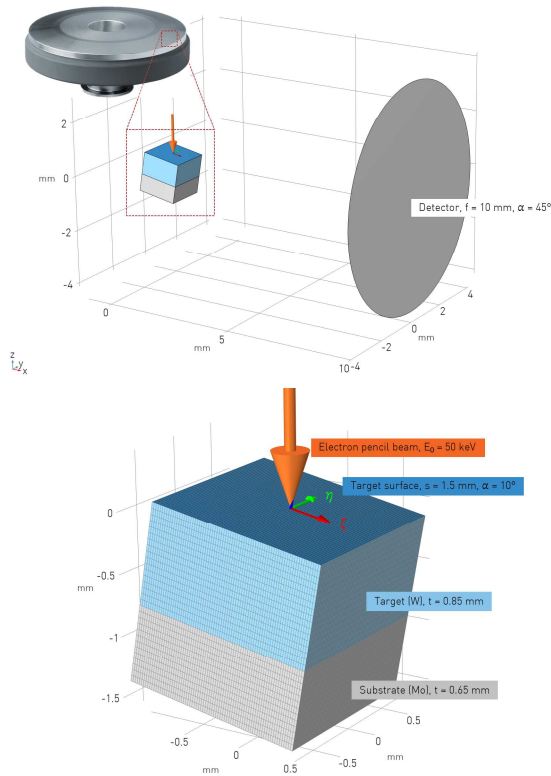 2
0
mm
-2
-4
0
5
mm
10
-4
-2
0
2
4
mm
Detector, f = 10 mm, α = 45°
z
y
x
Electron pencil beam, E₀ = 50 keV
Target surface, s = 1.5 mm, α = 10°
η
ζ
0
-0.5
mm
-1
-1.5
Target (W), t = 0.85 mm
Substrate (Mo), t = 0.65 mm
-0.5
0
0.5
mm
-0.5
0
0.5
mm